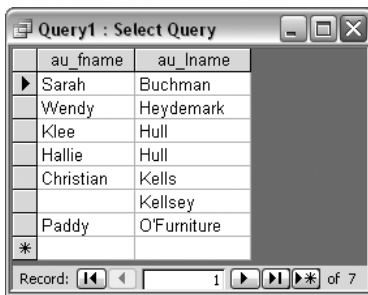 Query1 : Select Query
au_fname au_lname
Sarah Buchman
Wendy Heydemark
Klee Hull
Hallie Hull
Christian Kells
Kellsey
Paddy O'Furniture
Record: 1 of 7